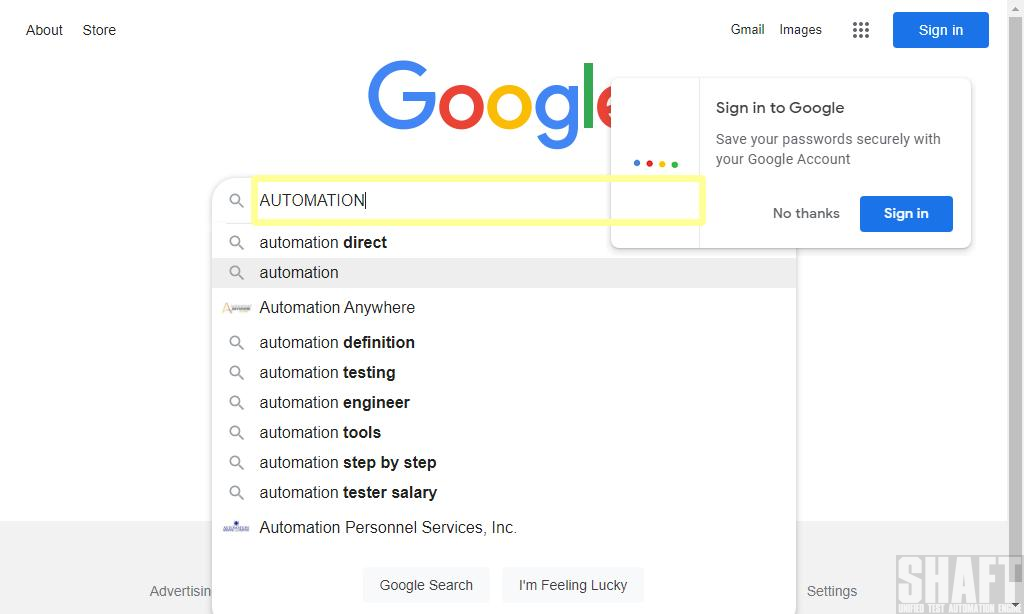 About Store Gmail Images Sign in
Google
Sign in to Google
Save your passwords securely with
your Google Account
No thanks Sign in
AUTOMATION
automation direct
automation
Automation Anywhere
automation definition
automation testing
automation engineer
automation tools
automation step by step
automation tester salary
Automation Personnel Services, Inc.
Google Search I'm Feeling Lucky
Advertisin Settings
SHAFT
UNIFIED TEST AUTOMATION ENGINE